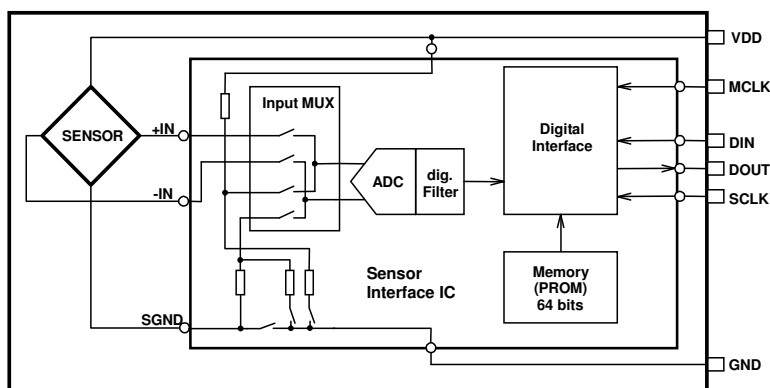 VDD
MCLK
Input MUX
+IN
SENSOR
Digital
Interface
DIN
DOUT
ADC
dig.
Filter
-IN
SCLK
Sensor
Interface IC
Memory
(PROM)
64 bits
SGND
GND